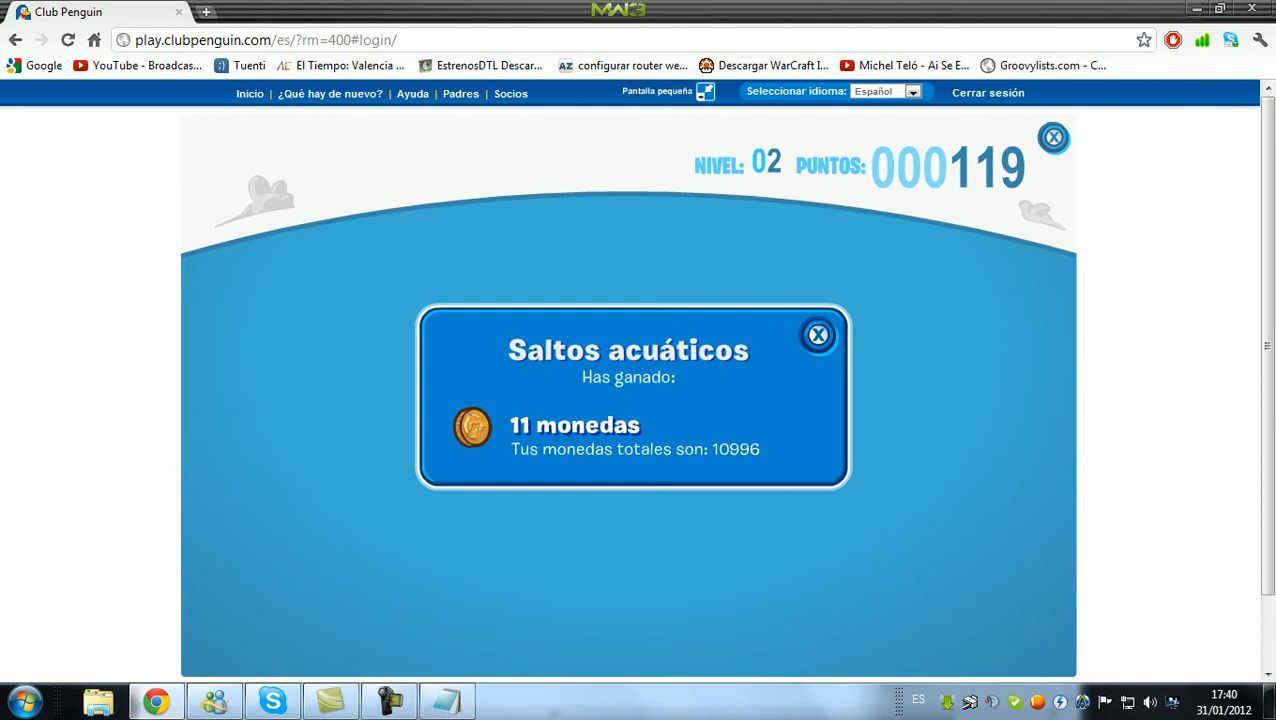 Club Penguin
MW3
play.clubpenguin.com/es/?rm=400#login/
Google
YouTube - Broadcas...
Tuenti
El Tiempo: Valencia ...
EstrenosDTL Descar...
AZ configurar router we...
Descargar WarCraft I...
Michel Teló - Ai Se E...
Groovylists.com - C...
Inicio | ¿Qué hay de nuevo? | Ayuda | Padres | Socios
Pantalla pequeña
Seleccionar idioma: Español
Cerrar sesión
NIVEL: 02 PUNTOS: 000119
Saltos acuáticos
Has ganado:
11 monedas
Tus monedas totales son: 10996
ES
17:40
31/01/2012